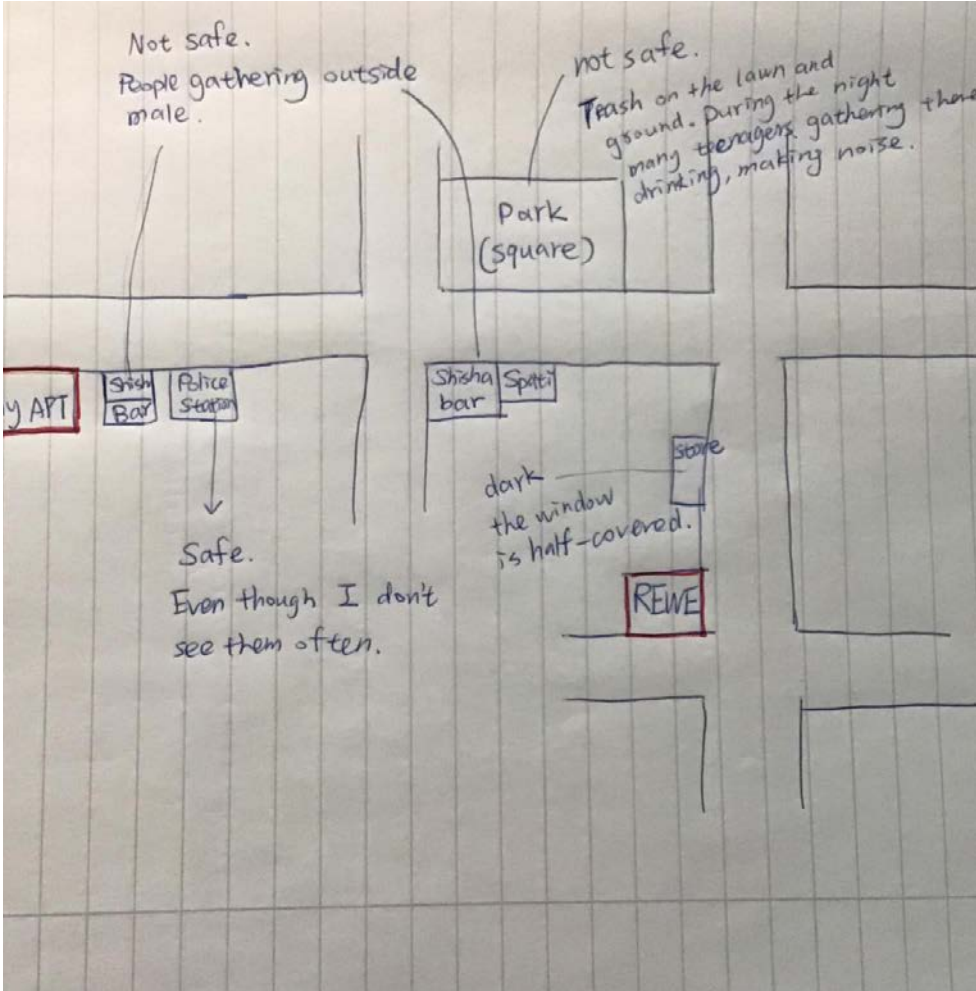 Not safe.
People gathering outside
male.
not safe.
Trash on the lawn and
ground. During the night
many teenagers gathering there
drinking, making noise.
Park
(square)
y APT
Shish
Bar
Police
Station
Shisha
bar
Spati
store
dark
the window
is half-covered.
Safe.
Even though I don't
see them often.
REWE